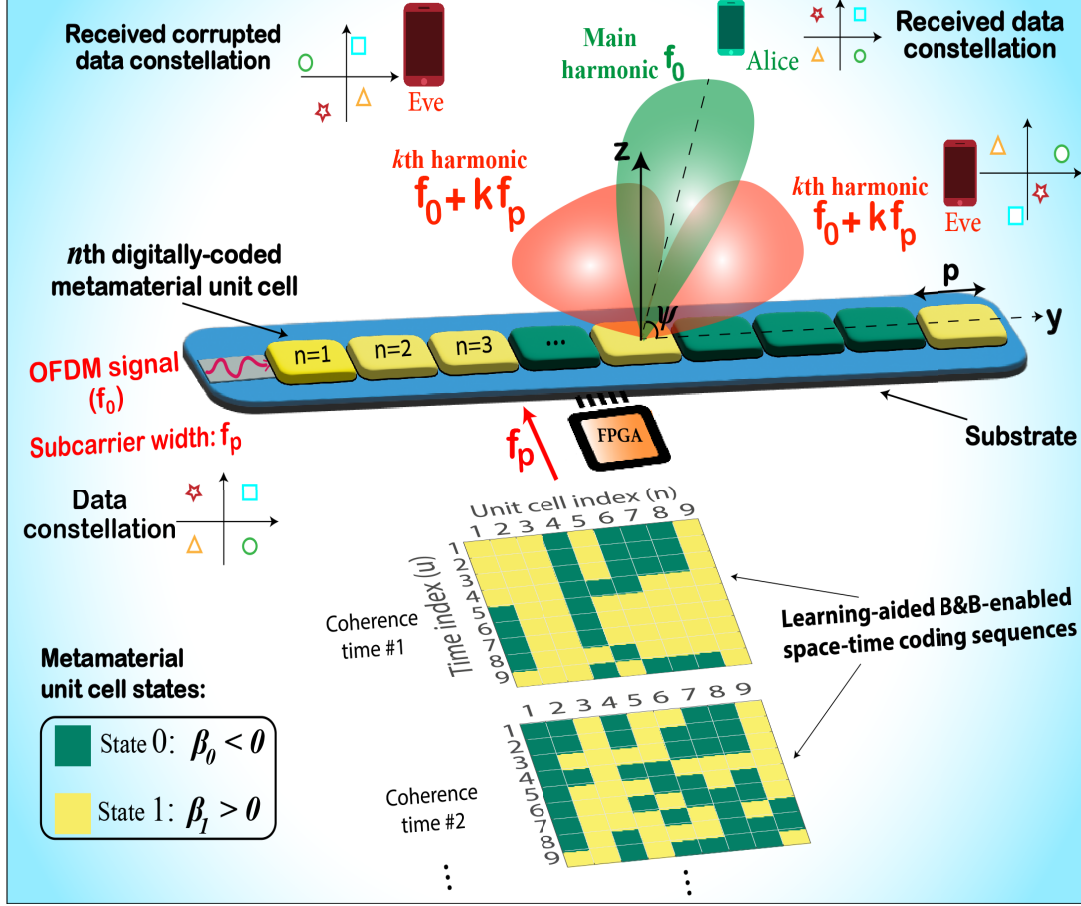 Received corrupted
data constellation
Eve
Main
harmonic f0
Alice
Received data
constellation
kth harmonic
f0 + kfp
z
kth harmonic
f0 + kfp
Eve
nth digitally-coded
metamaterial unit cell
p
ψ
y
n=1
n=2
n=3
...
OFDM signal
(f0)
Subcarrier width: fp
fp
FPGA
Substrate
Data
constellation
Unit cell index (n)
1 2 3 4 5 6 7 8 9
Time index (u)
1
2
3
4
5
6
7
8
9
Coherence
time #1
Learning-aided B&B-enabled
space-time coding sequences
Metamaterial
unit cell states:
State 0: β0 < 0
State 1: β1 > 0
1 2 3 4 5 6 7 8 9
1
2
3
4
5
6
7
8
9
Coherence
time #2
⋮
⋮